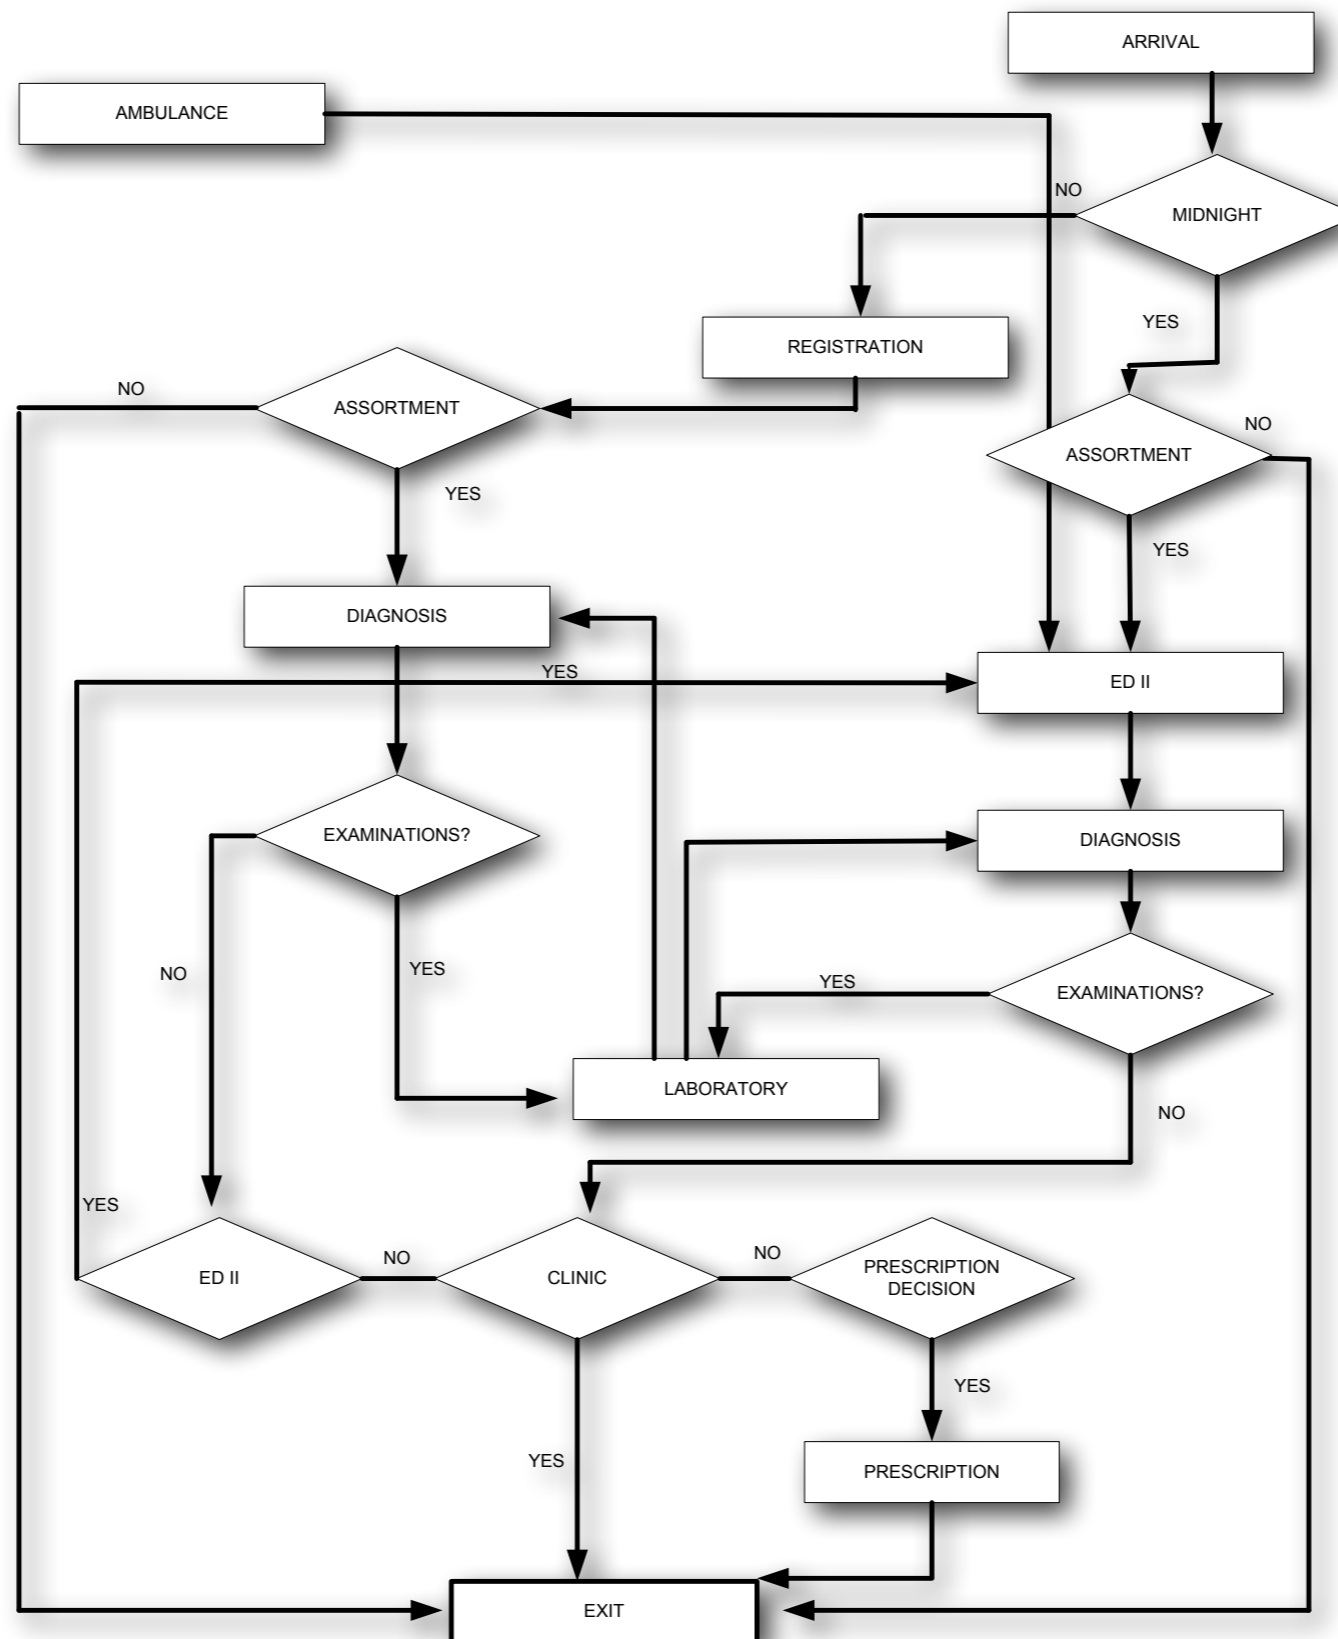 ARRIVAL
AMBULANCE
NO
MIDNIGHT
YES
REGISTRATION
NO
ASSORTMENT
NO
ASSORTMENT
YES
YES
DIAGNOSIS
YES
ED II
EXAMINATIONS?
DIAGNOSIS
NO
YES
YES
EXAMINATIONS?
LABORATORY
NO
YES
ED II
NO
CLINIC
NO
PRESCRIPTION
DECISION
YES
YES
PRESCRIPTION
EXIT